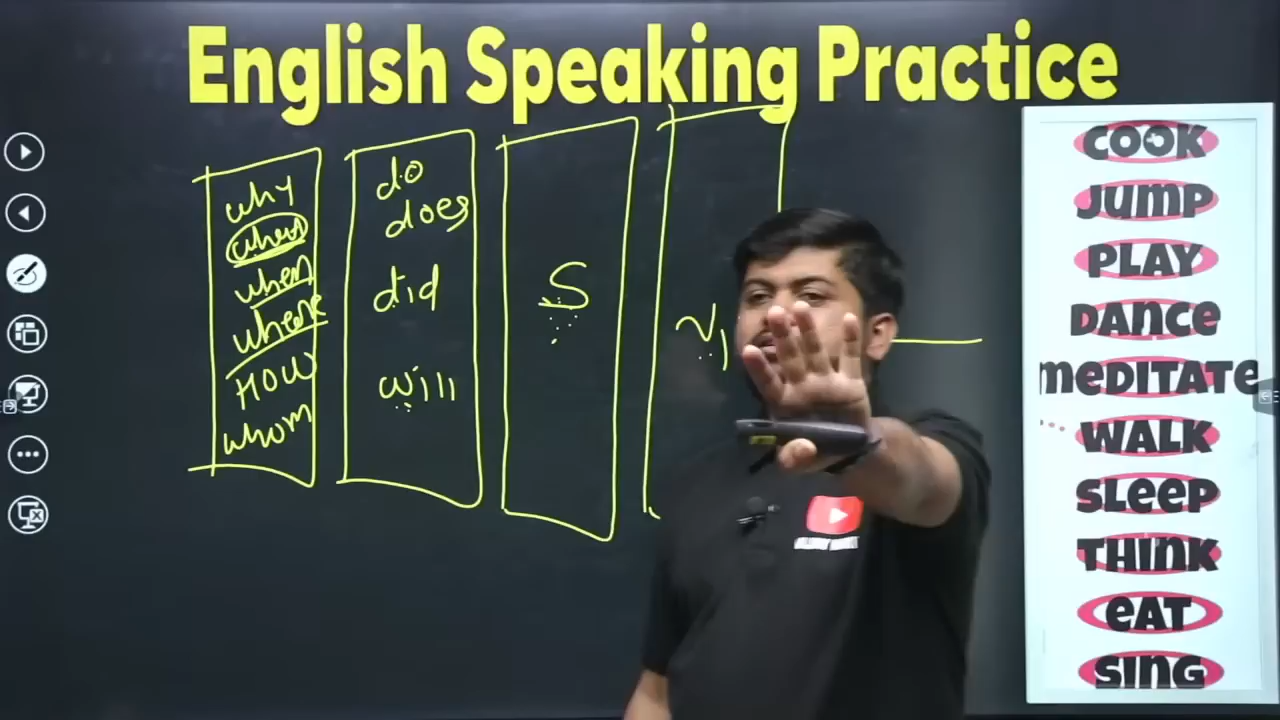 English Speaking Practice
why
when
where
HOW
whom
do
does
did
will
S
V1
COOK
JUMP
PLAY
DANCE
MEDITATE
WALK
SLEEP
THINK
EAT
SING